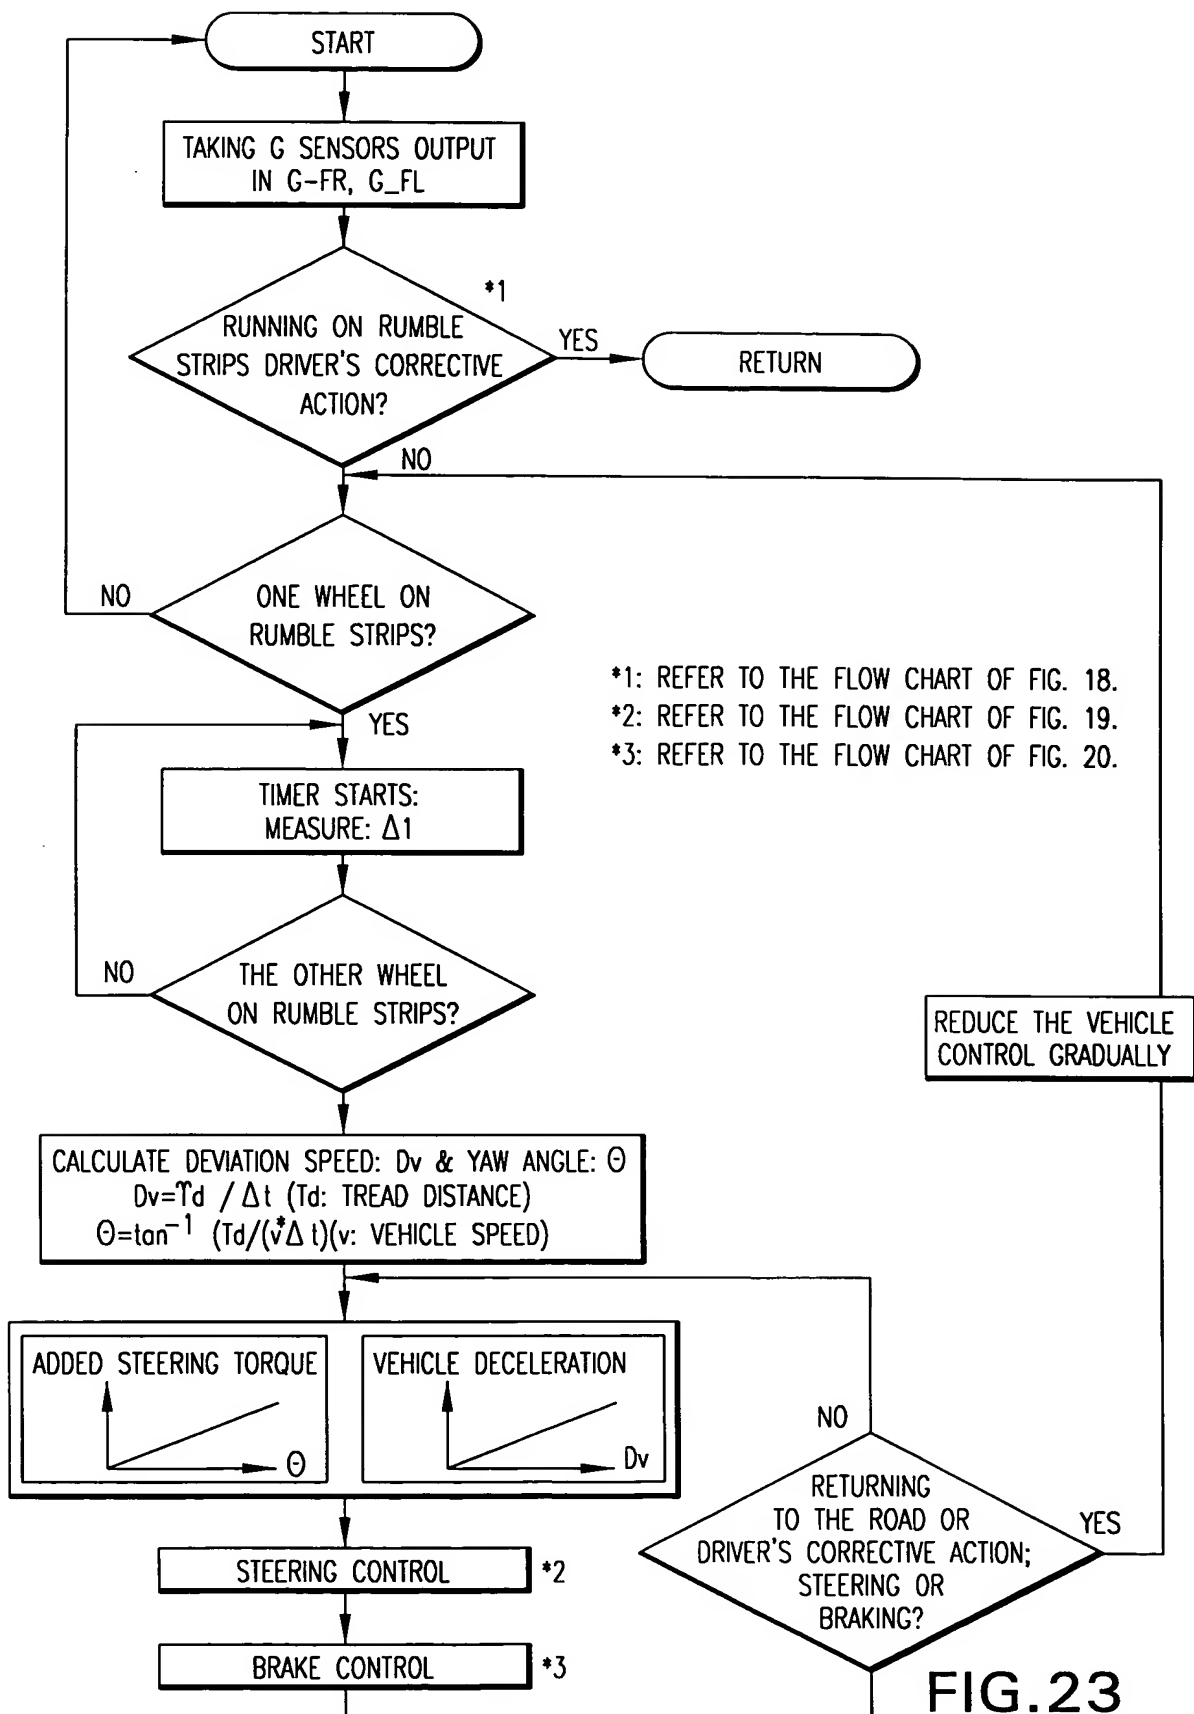 START
TAKING G SENSORS OUTPUT
IN G-FR, G_FL
*1
RUNNING ON RUMBLE
STRIPS DRIVER'S CORRECTIVE
ACTION?
YES
RETURN
NO
ONE WHEEL ON
RUMBLE STRIPS?
NO
YES
*1: REFER TO THE FLOW CHART OF FIG. 18.
*2: REFER TO THE FLOW CHART OF FIG. 19.
*3: REFER TO THE FLOW CHART OF FIG. 20.
TIMER STARTS:
MEASURE: Δ1
THE OTHER WHEEL
ON RUMBLE STRIPS?
NO
REDUCE THE VEHICLE
CONTROL GRADUALLY
CALCULATE DEVIATION SPEED: Dv & YAW ANGLE: Θ
Dv=Td / Δt (Td: TREAD DISTANCE)
Θ=tan⁻¹ (Td/(v*Δt)(v: VEHICLE SPEED)
ADDED STEERING TORQUE
Θ
VEHICLE DECELERATION
Dv
NO
RETURNING
TO THE ROAD OR
DRIVER'S CORRECTIVE ACTION;
STEERING OR
BRAKING?
YES
STEERING CONTROL
*2
BRAKE CONTROL
*3
FIG.23